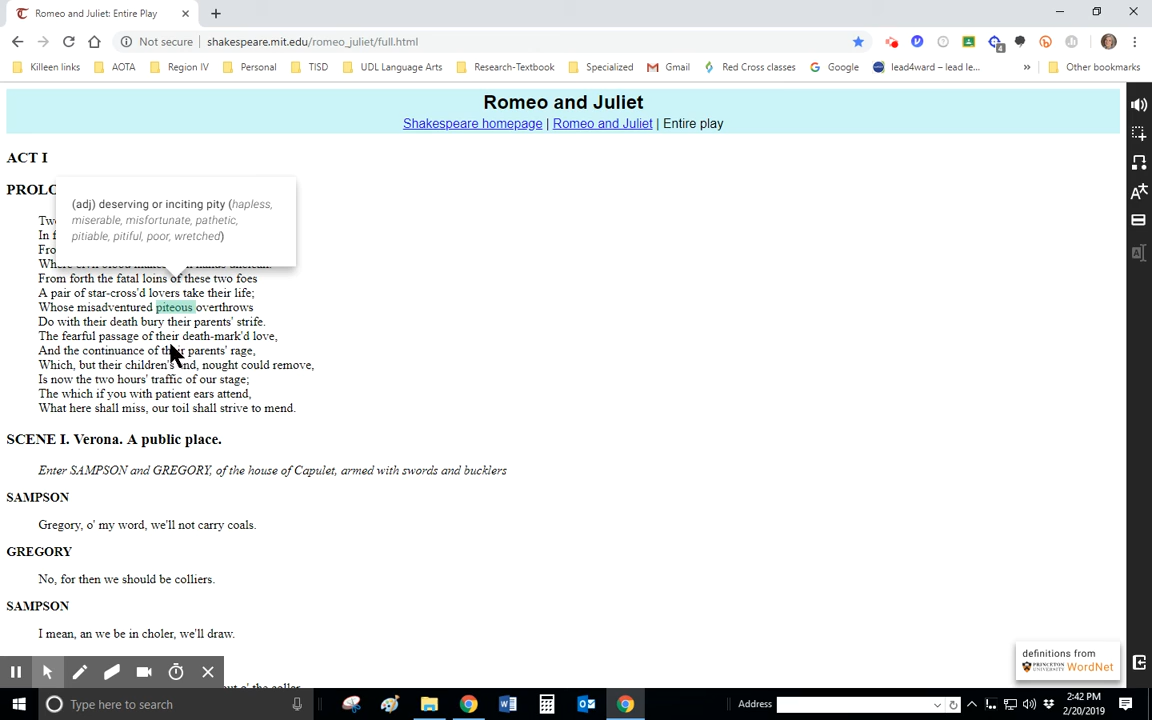 Romeo and Juliet: Entire Play
Not secure | shakespeare.mit.edu/romeo_juliet/full.html
4
Killeen links AOTA Region IV Personal TISD UDL Language Arts Research-Textbook Specialized Gmail Red Cross classes Google lead4ward – lead le... » Other bookmarks
Romeo and Juliet
Shakespeare homepage | Romeo and Juliet | Entire play
ACT I
PROLO
(adj) deserving or inciting pity (hapless,
miserable, misfortunate, pathetic,
pitiable, pitiful, poor, wretched)
Two
In f
Fro
From forth the fatal loins of these two foes
A pair of star-cross'd lovers take their life;
Whose misadventured piteous overthrows
Do with their death bury their parents' strife.
The fearful passage of their death-mark'd love,
And the continuance of their parents' rage,
Which, but their children's end, nought could remove,
Is now the two hours' traffic of our stage;
The which if you with patient ears attend,
What here shall miss, our toil shall strive to mend.
SCENE I. Verona. A public place.
Enter SAMPSON and GREGORY, of the house of Capulet, armed with swords and bucklers
SAMPSON
Gregory, o' my word, we'll not carry coals.
GREGORY
No, for then we should be colliers.
SAMPSON
I mean, an we be in choler, we'll draw.
definitions from
PRINCETON UNIVERSITY WordNet
Type here to search
Address
2:42 PM
2/20/2019